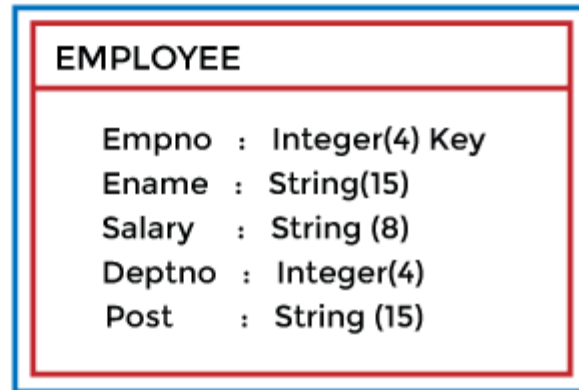 EMPLOYEE
Empno : Integer(4) Key
Ename : String(15)
Salary : String (8)
Deptno : Integer(4)
Post : String (15)